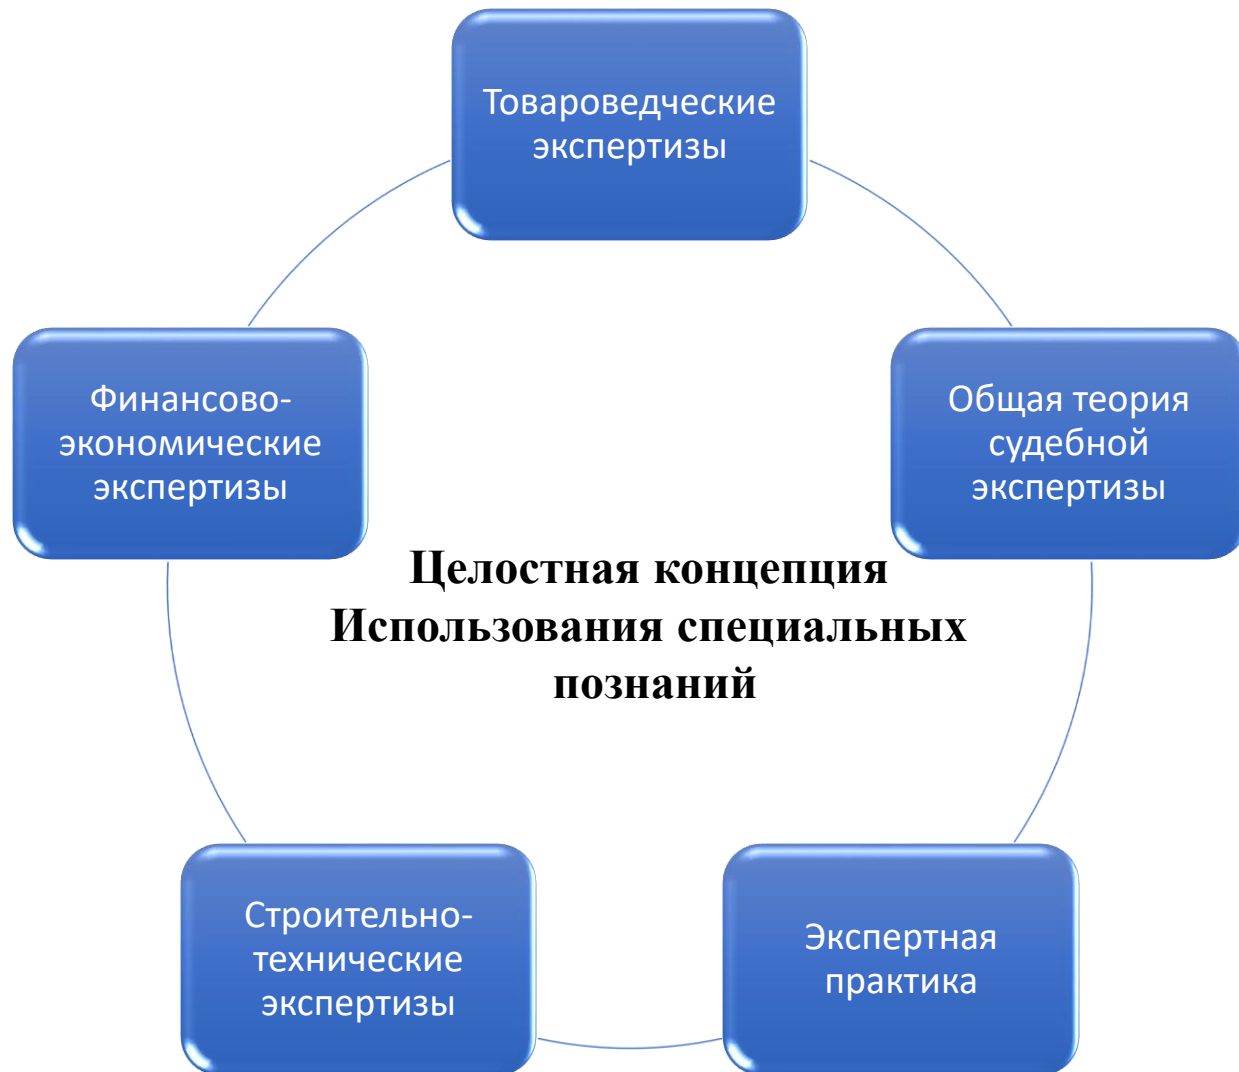 Товароведческие
экспертизы
Финансово-
экономические
экспертизы
Общая теория
судебной
экспертизы
Целостная концепция
Использования специальных
познаний
Строительно-
технические
экспертизы
Экспертная
практика